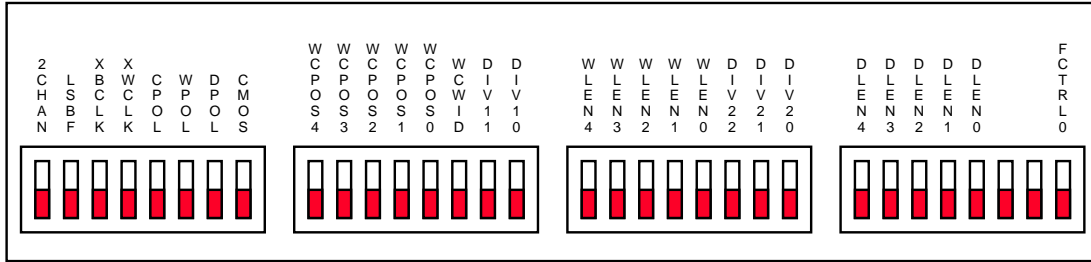 2CHAN
LSBF
XBCLK
XWCLK
CPOL
WPOL
DPOL
CMOS
WCPOS4
WCPOS3
WCPOS2
WCPOS1
WCPOS0
WCWID
DIV11
DIV10
WLEN4
WLEN3
WLEN2
WLEN1
WLEN0
DIV22
DIV21
DIV20
DLEN4
DLEN3
DLEN2
DLEN1
DLEN0
FCTRL0